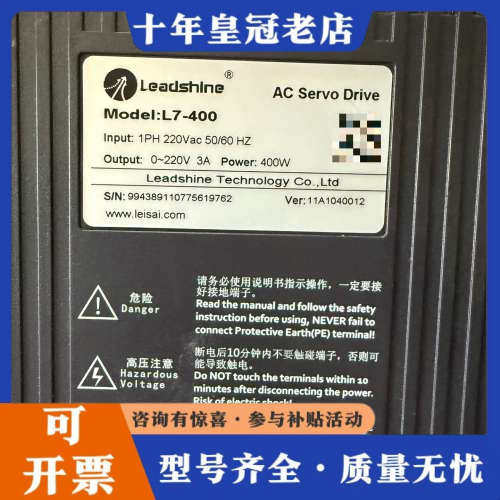 十年皇冠老店
Leadshine®
AC Servo Drive
Model:L7-400
Input: 1PH 220Vac 50/60 HZ
Output: 0~220V 3A Power: 400W
Leadshine Technology Co.,Ltd
S/N: 994389110775619762 Ver: 11A1040012
www.leisai.com
危险
Danger
请务必使用说明书指示操作，一定要接
好接地端子。
Read the manual and follow the safety
instruction before using, NEVER fail to
connect Protective Earth(PE) terminal!
高压注意
Hazardous
Voltage
断电后10分钟内不要触碰端子，否则可
能导致触电。
Do NOT touch the terminals within 10
minutes after disconnecting the power.
Risk of electric shock!
咨询有惊喜·参与补贴活动
可
开票
型号齐全·质量无忧